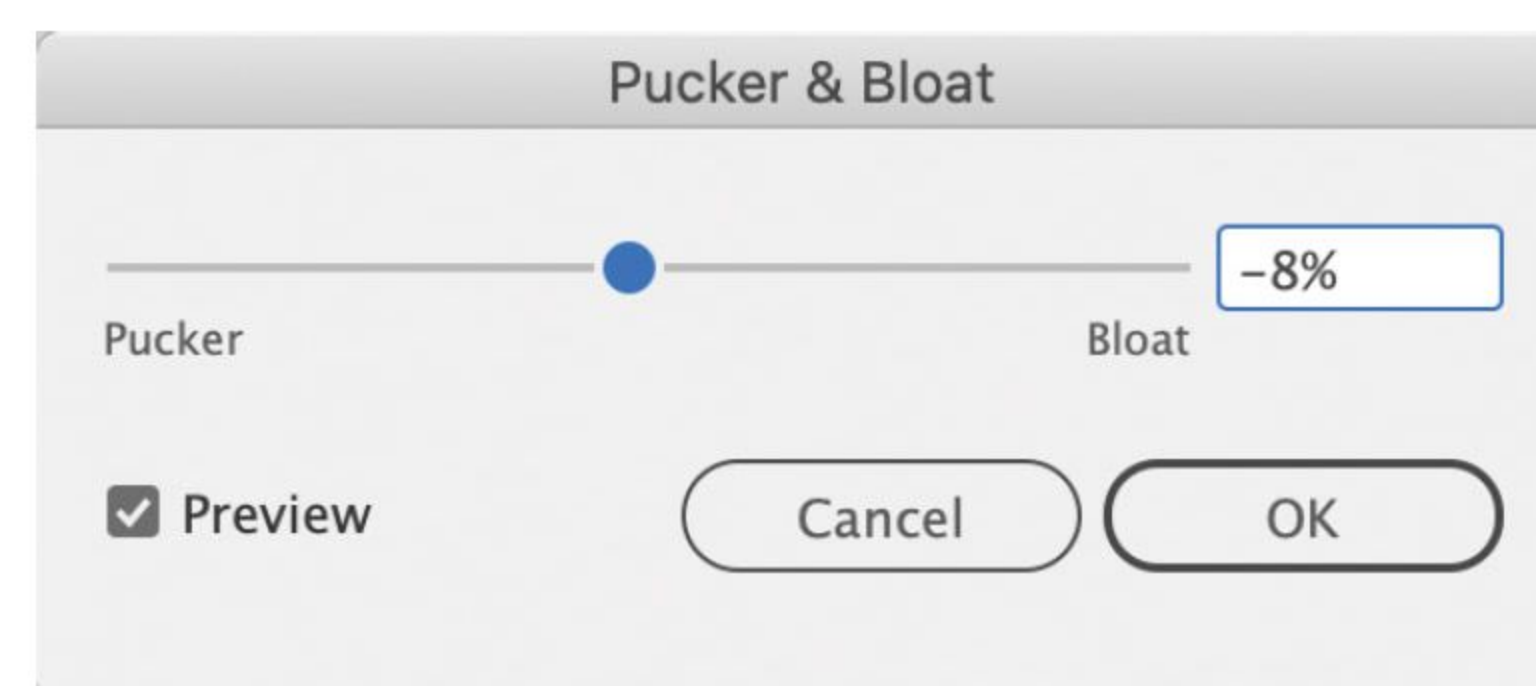 Pucker & Bloat
–8%
Pucker
Bloat
Preview
Cancel
OK